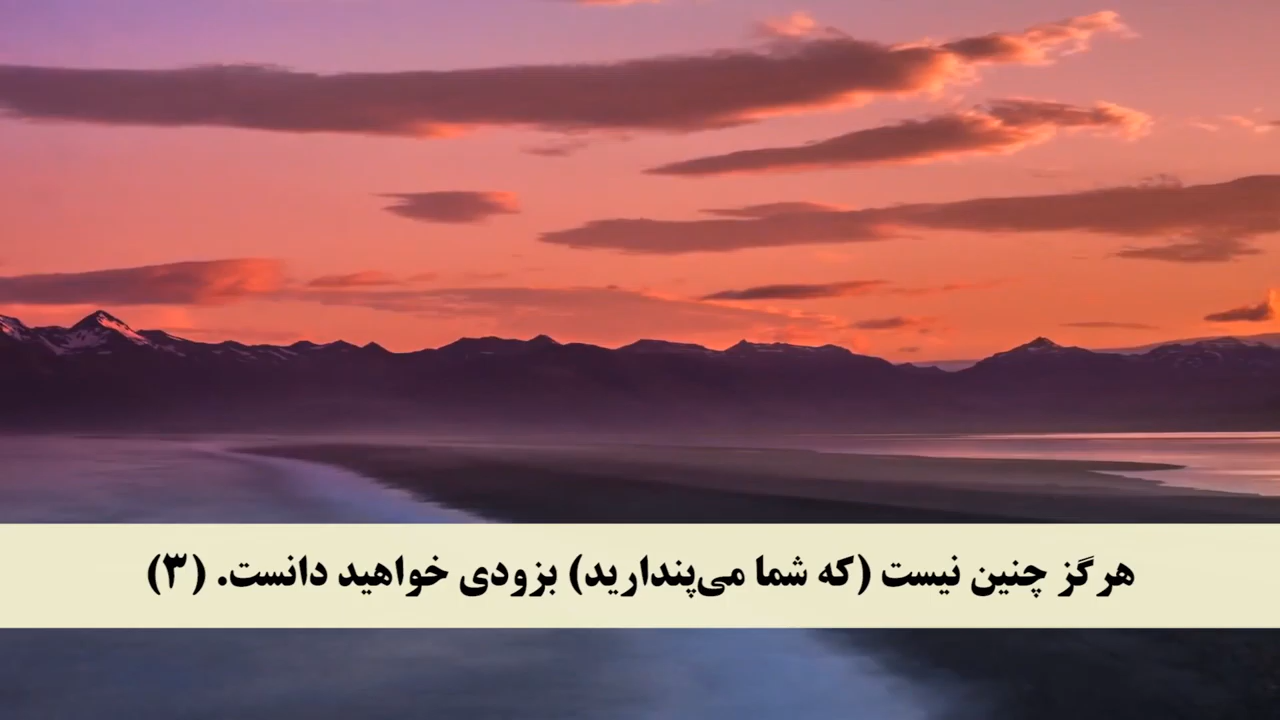 هرگز چنین نیست (که شما می‌پندارید) بزودی خواهید دانست. (۳)